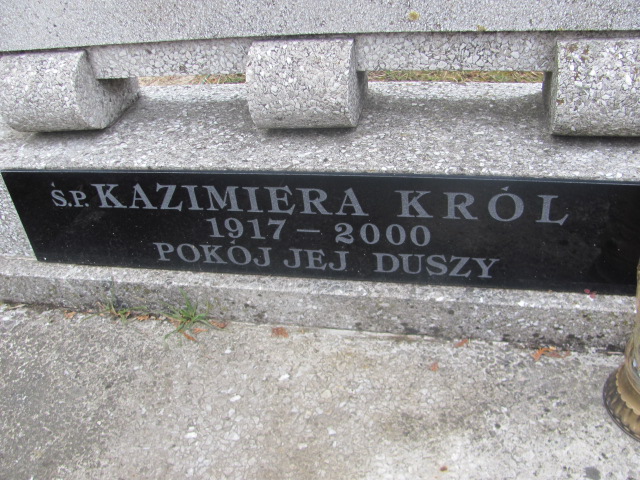 Ś.P. KAZIMIERA KRÓL
1917 – 2000
POKÓJ JEJ DUSZY